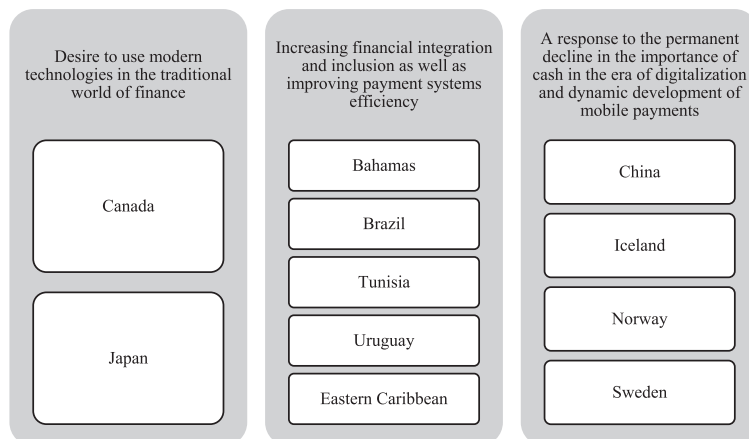 Desire to use modern
technologies in the traditional
world of finance
Canada
Japan
Increasing financial integration
and inclusion as well as
improving payment systems
efficiency
Bahamas
Brazil
Tunisia
Uruguay
Eastern Caribbean
A response to the permanent
decline in the importance of
cash in the era of digitalization
and dynamic development of
mobile payments
China
Iceland
Norway
Sweden